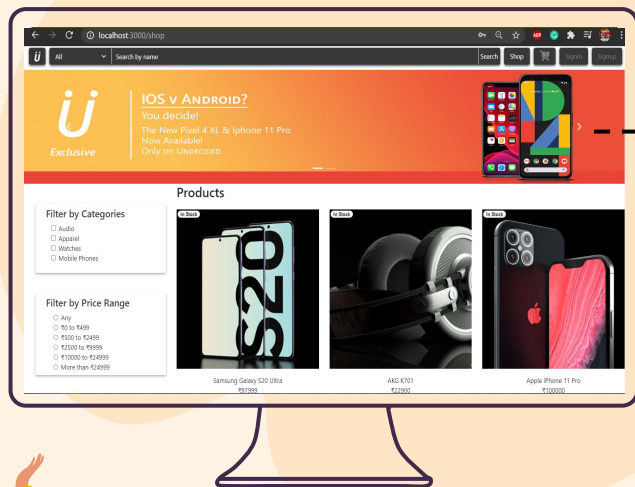 localhost:3000/shop
ABP
Ü All Search by name Search Shop Signin Signup
Ü
Exclusive
IOS v Android?
You decide!
The New Pixel 4 XL & Iphone 11 Pro
Now Available!
Only on Undecided.
Products
Filter by Categories
Audio
Apparel
Watches
Mobile Phones
Filter by Price Range
Any
₹0 to ₹499
₹500 to ₹2499
₹2500 to ₹9999
₹10000 to ₹24999
More than ₹24999
In Stock
S20
Samsung Galaxy S20 Ultra
₹97999
In Stock
AKG K701
₹22900
In Stock
Apple iPhone 11 Pro
₹100000